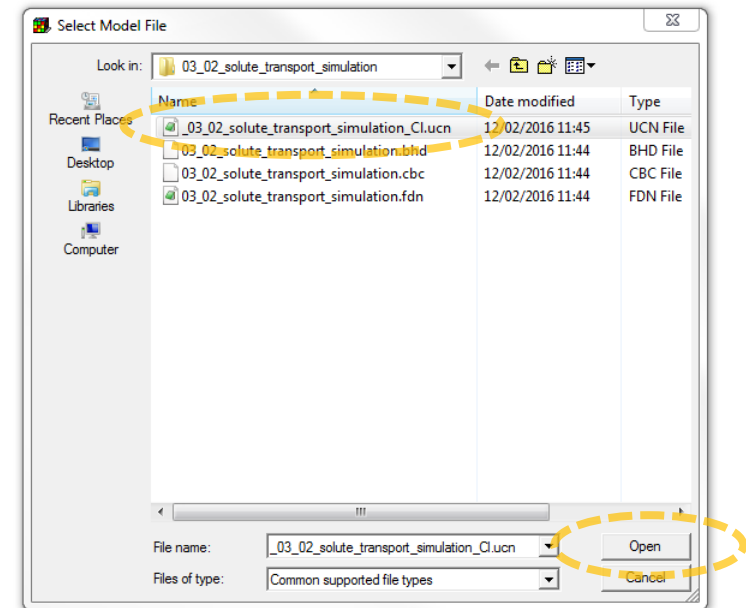 Select Model File
Look in: 03_02_solute_transport_simulation
Name Date modified Type
_03_02_solute_transport_simulation_Cl.ucn 12/02/2016 11:45 UCN File
03_02_solute_transport_simulation.bhd 12/02/2016 11:44 BHD File
03_02_solute_transport_simulation.cbc 12/02/2016 11:44 CBC File
03_02_solute_transport_simulation.fdn 12/02/2016 11:44 FDN File
Recent Places
Desktop
Libraries
Computer
File name: _03_02_solute_transport_simulation_Cl.ucn Open
Files of type: Common supported file types Cancel